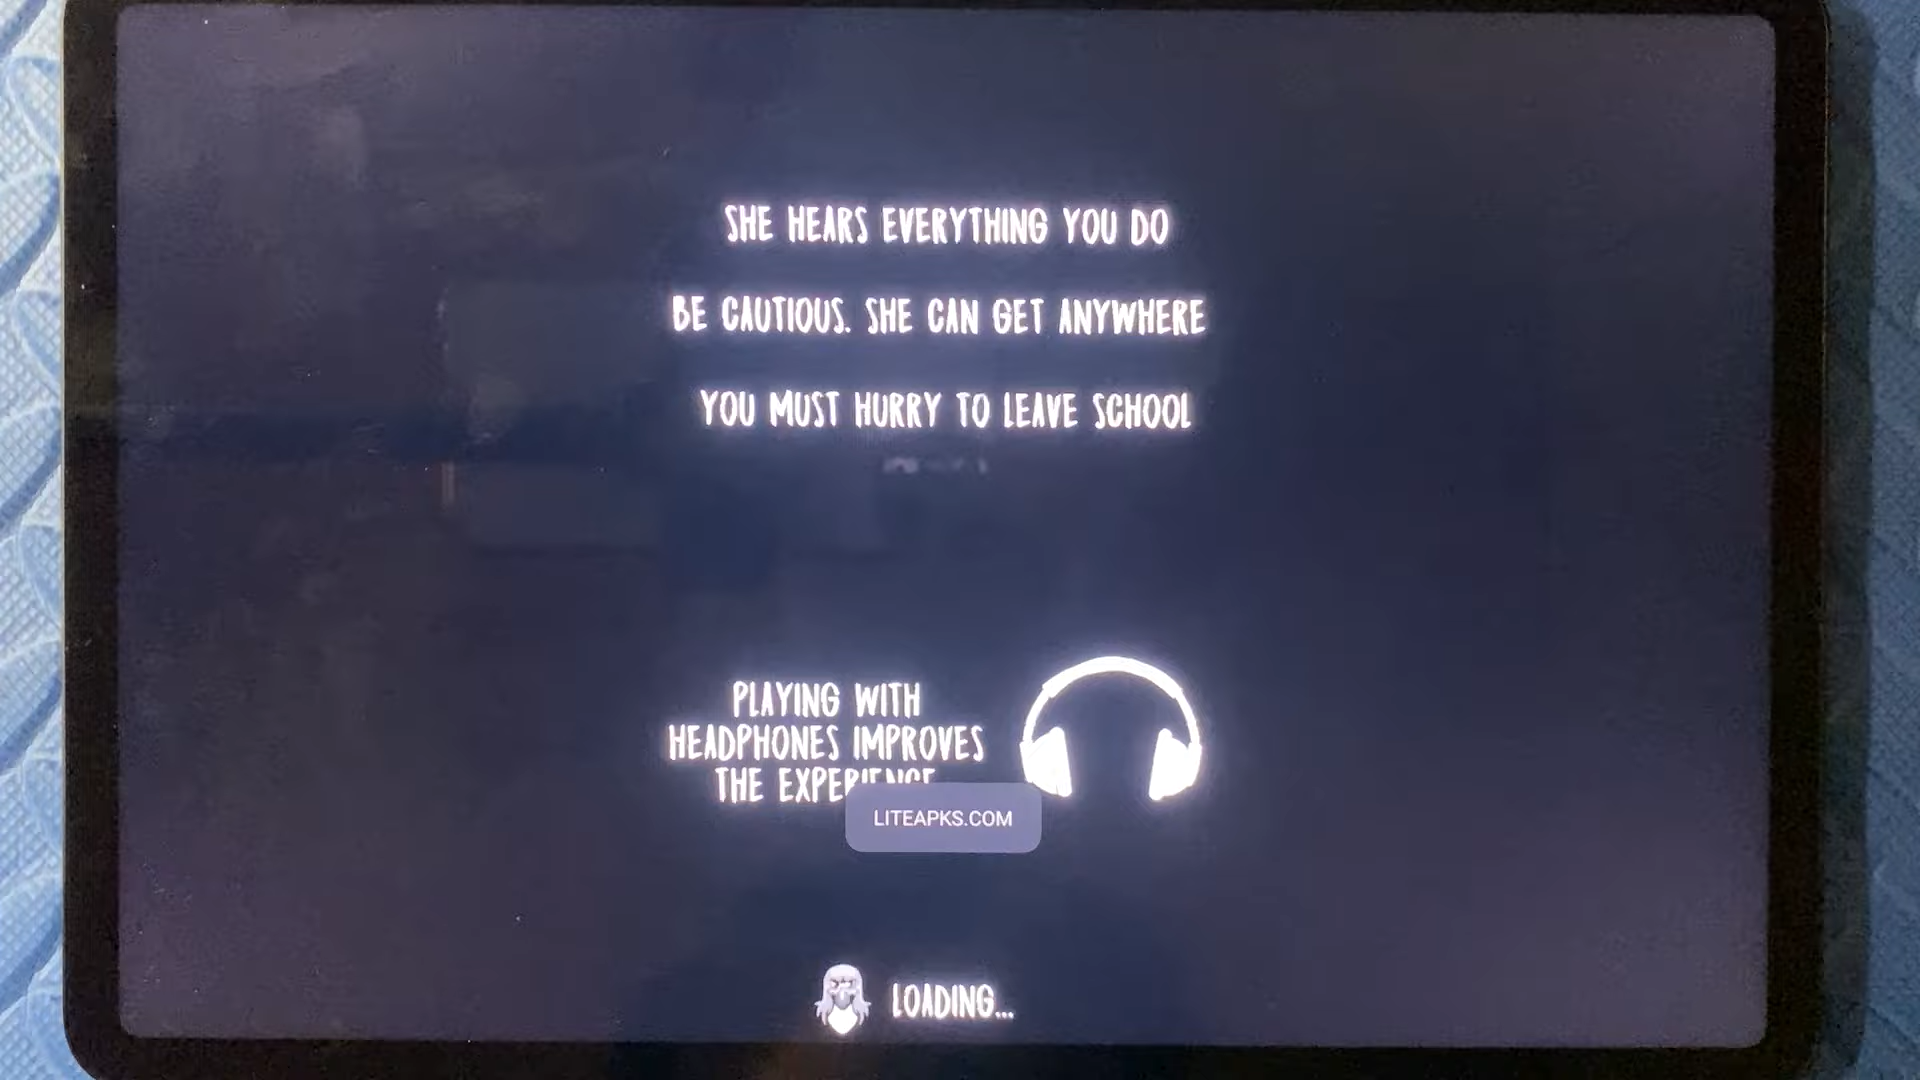 SHE HEARS EVERYTHING YOU DO
BE CAUTIOUS. SHE CAN GET ANYWHERE
YOU MUST HURRY TO LEAVE SCHOOL
PLAYING WITH
HEADPHONES IMPROVES
THE EXPERIENCE
LITEAPKS.COM
LOADING...